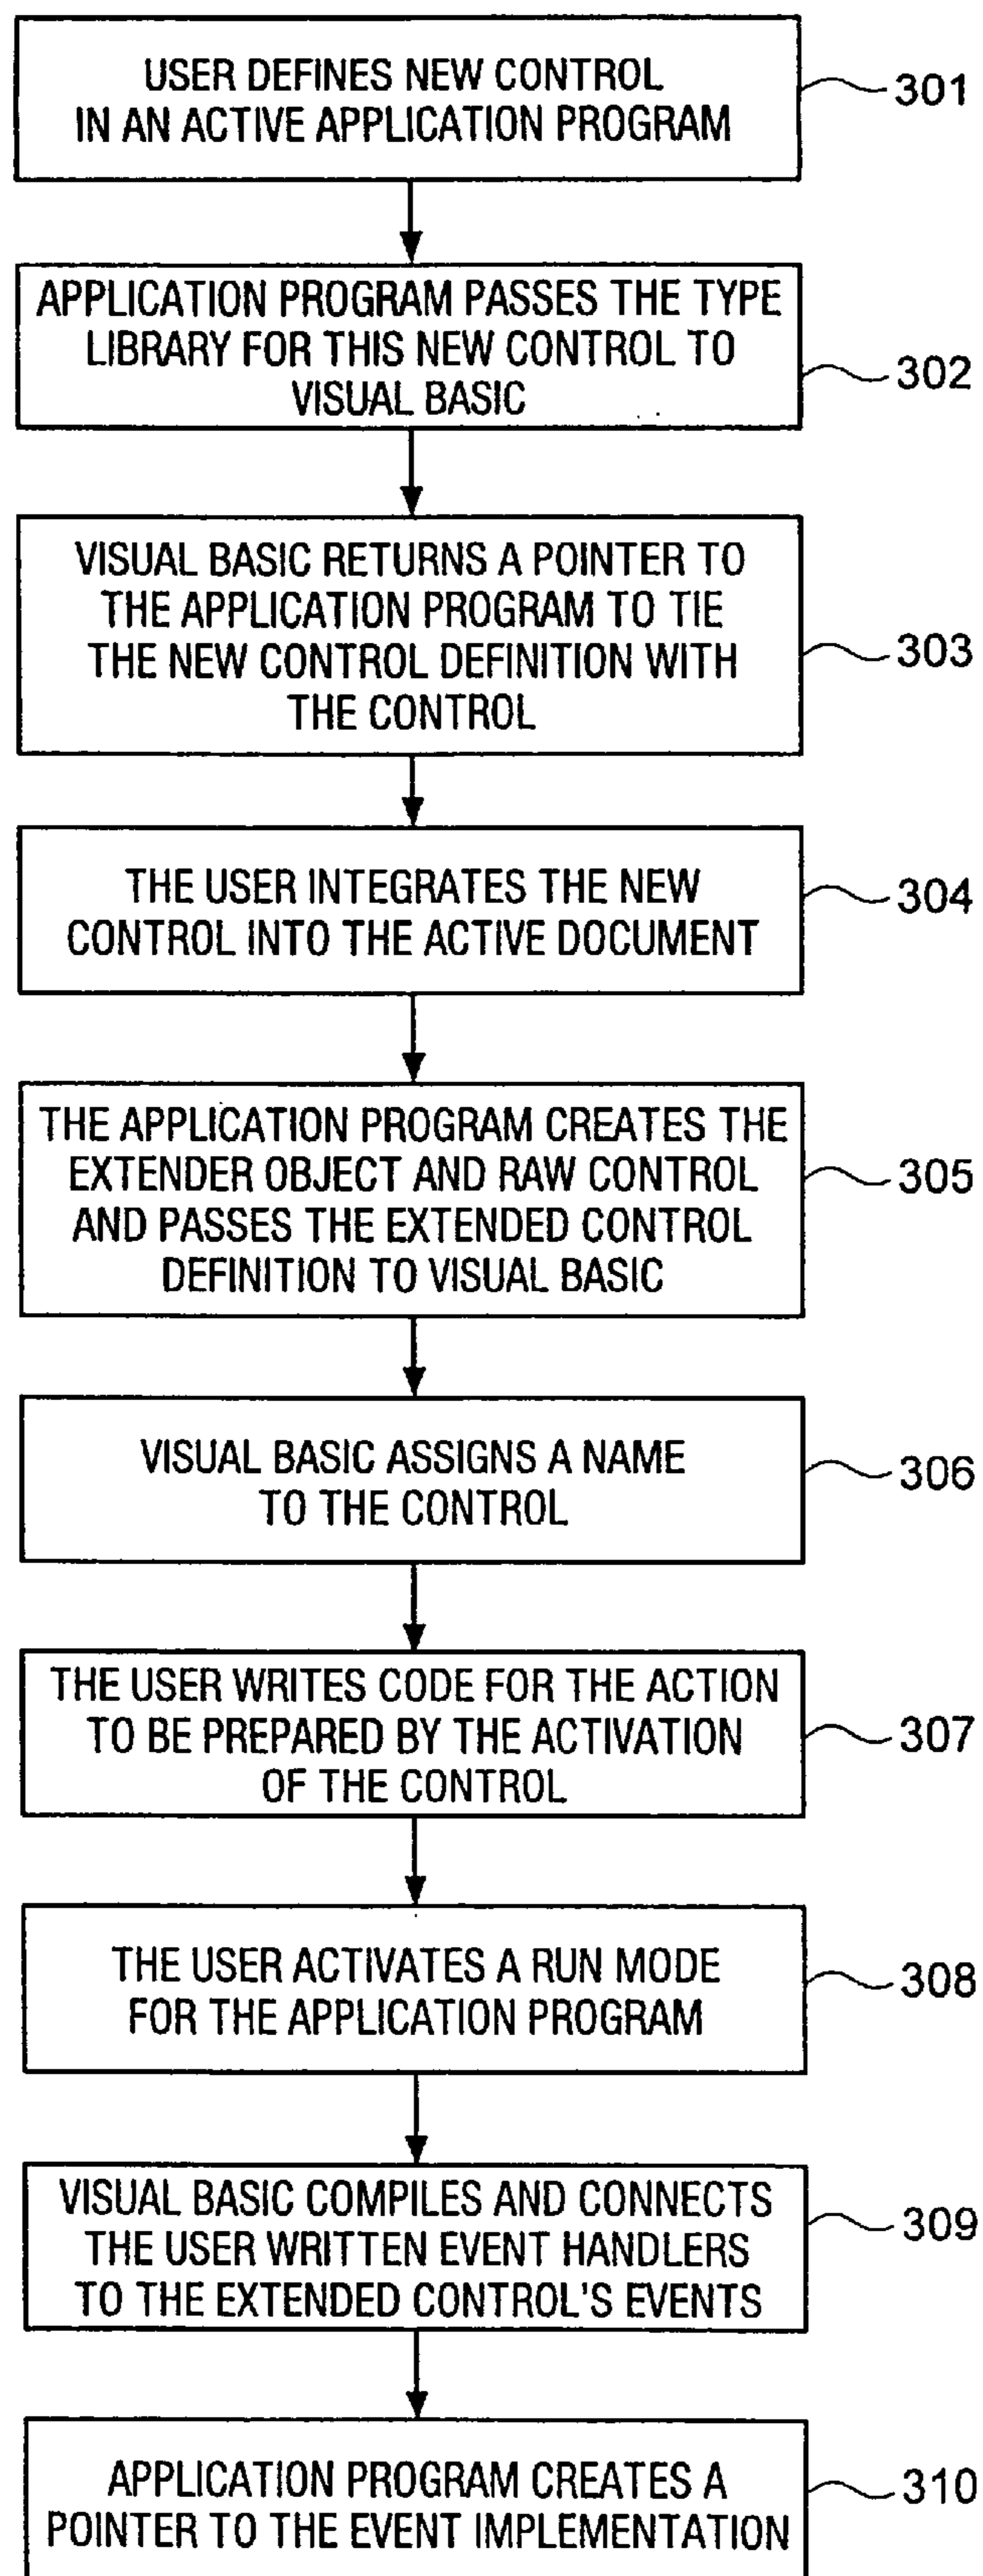 USER DEFINES NEW CONTROL
IN AN ACTIVE APPLICATION PROGRAM
301
APPLICATION PROGRAM PASSES THE TYPE
LIBRARY FOR THIS NEW CONTROL TO
VISUAL BASIC
302
VISUAL BASIC RETURNS A POINTER TO
THE APPLICATION PROGRAM TO TIE
THE NEW CONTROL DEFINITION WITH
THE CONTROL
303
THE USER INTEGRATES THE NEW
CONTROL INTO THE ACTIVE DOCUMENT
304
THE APPLICATION PROGRAM CREATES THE
EXTENDER OBJECT AND RAW CONTROL
AND PASSES THE EXTENDED CONTROL
DEFINITION TO VISUAL BASIC
305
VISUAL BASIC ASSIGNS A NAME
TO THE CONTROL
306
THE USER WRITES CODE FOR THE ACTION
TO BE PREPARED BY THE ACTIVATION
OF THE CONTROL
307
THE USER ACTIVATES A RUN MODE
FOR THE APPLICATION PROGRAM
308
VISUAL BASIC COMPILES AND CONNECTS
THE USER WRITTEN EVENT HANDLERS
TO THE EXTENDED CONTROL'S EVENTS
309
APPLICATION PROGRAM CREATES A
POINTER TO THE EVENT IMPLEMENTATION
310